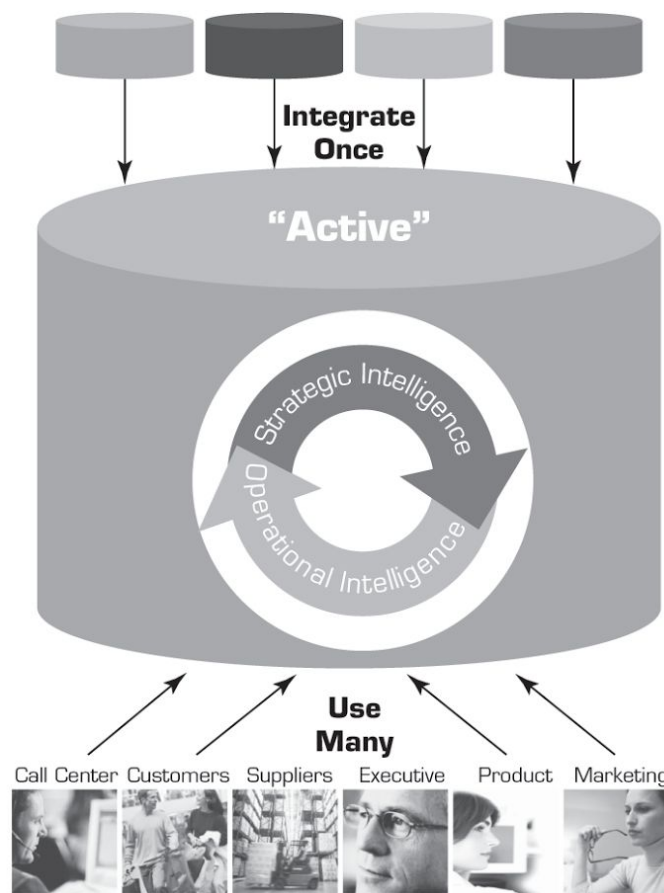 Integrate
Once
“Active”
Strategic Intelligence
Operational Intelligence
Use
Many
Call Center Customers Suppliers Executive Product Marketing